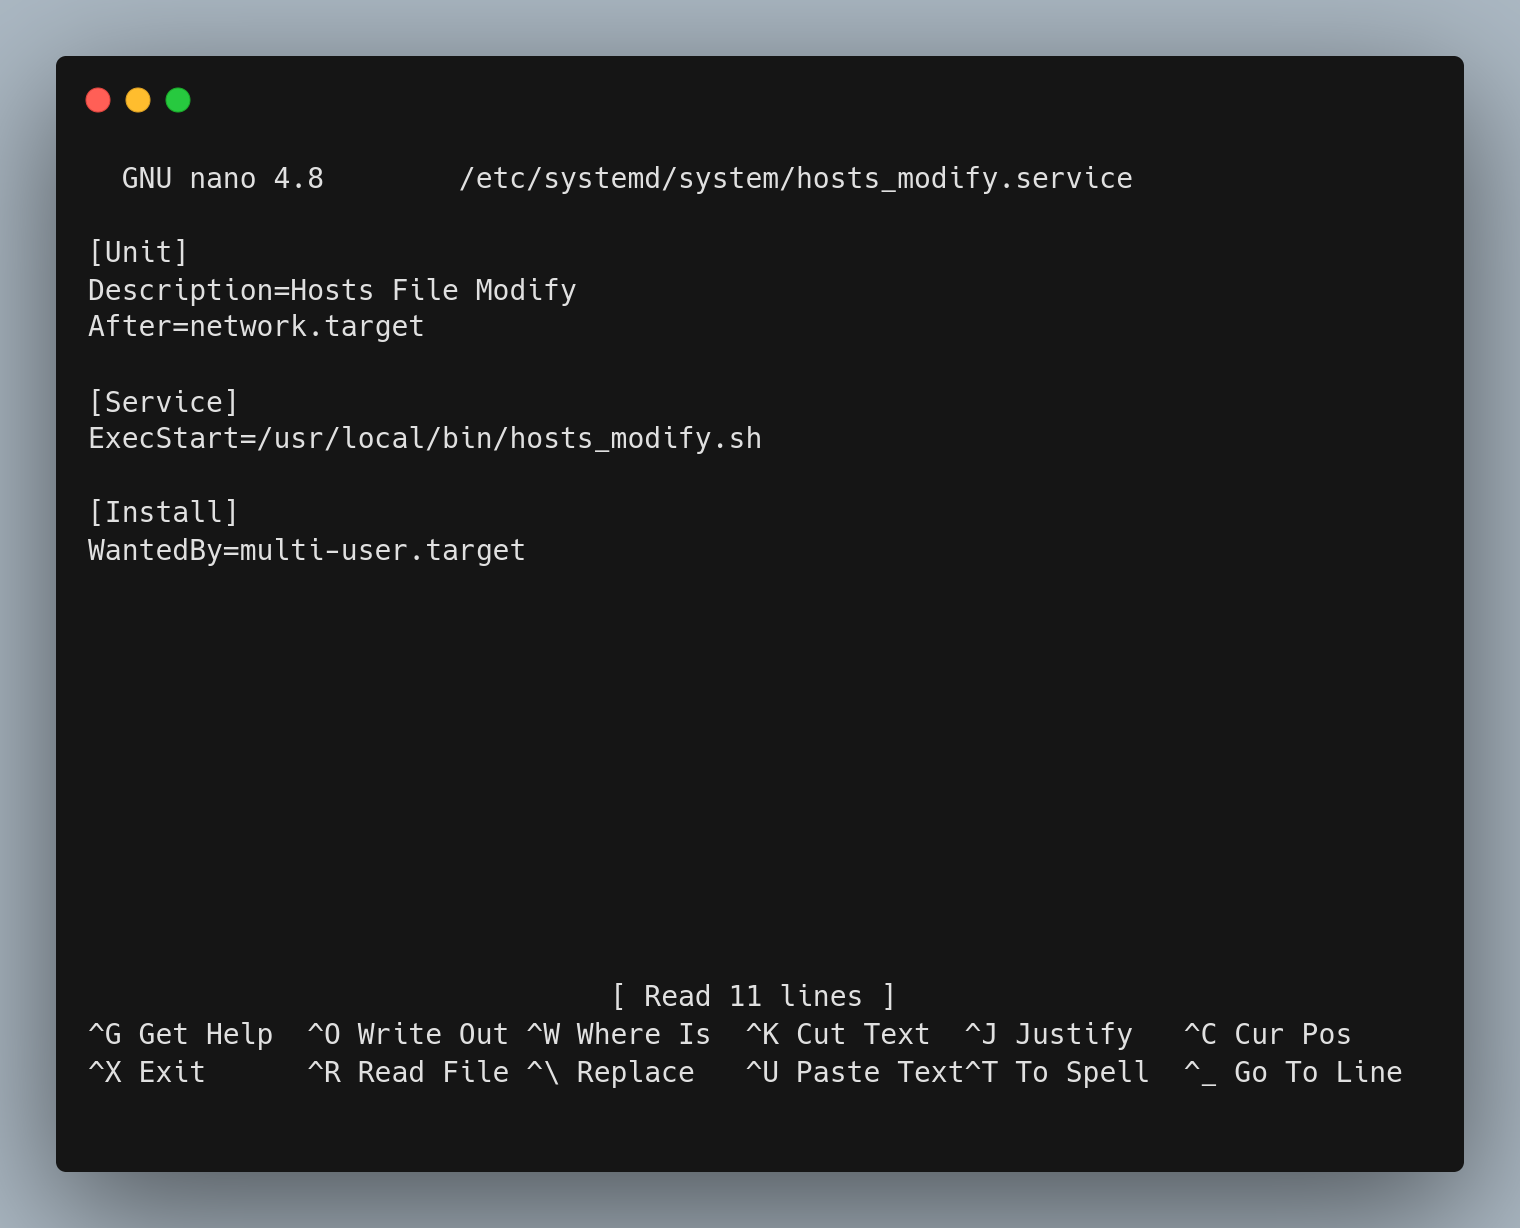 GNU nano 4.8        /etc/systemd/system/hosts_modify.service
[Unit]
Description=Hosts File Modify
After=network.target
[Service]
ExecStart=/usr/local/bin/hosts_modify.sh
[Install]
WantedBy=multi-user.target
[ Read 11 lines ]
^G Get Help  ^O Write Out ^W Where Is  ^K Cut Text  ^J Justify   ^C Cur Pos
^X Exit      ^R Read File ^\ Replace   ^U Paste Text^T To Spell  ^_ Go To Line